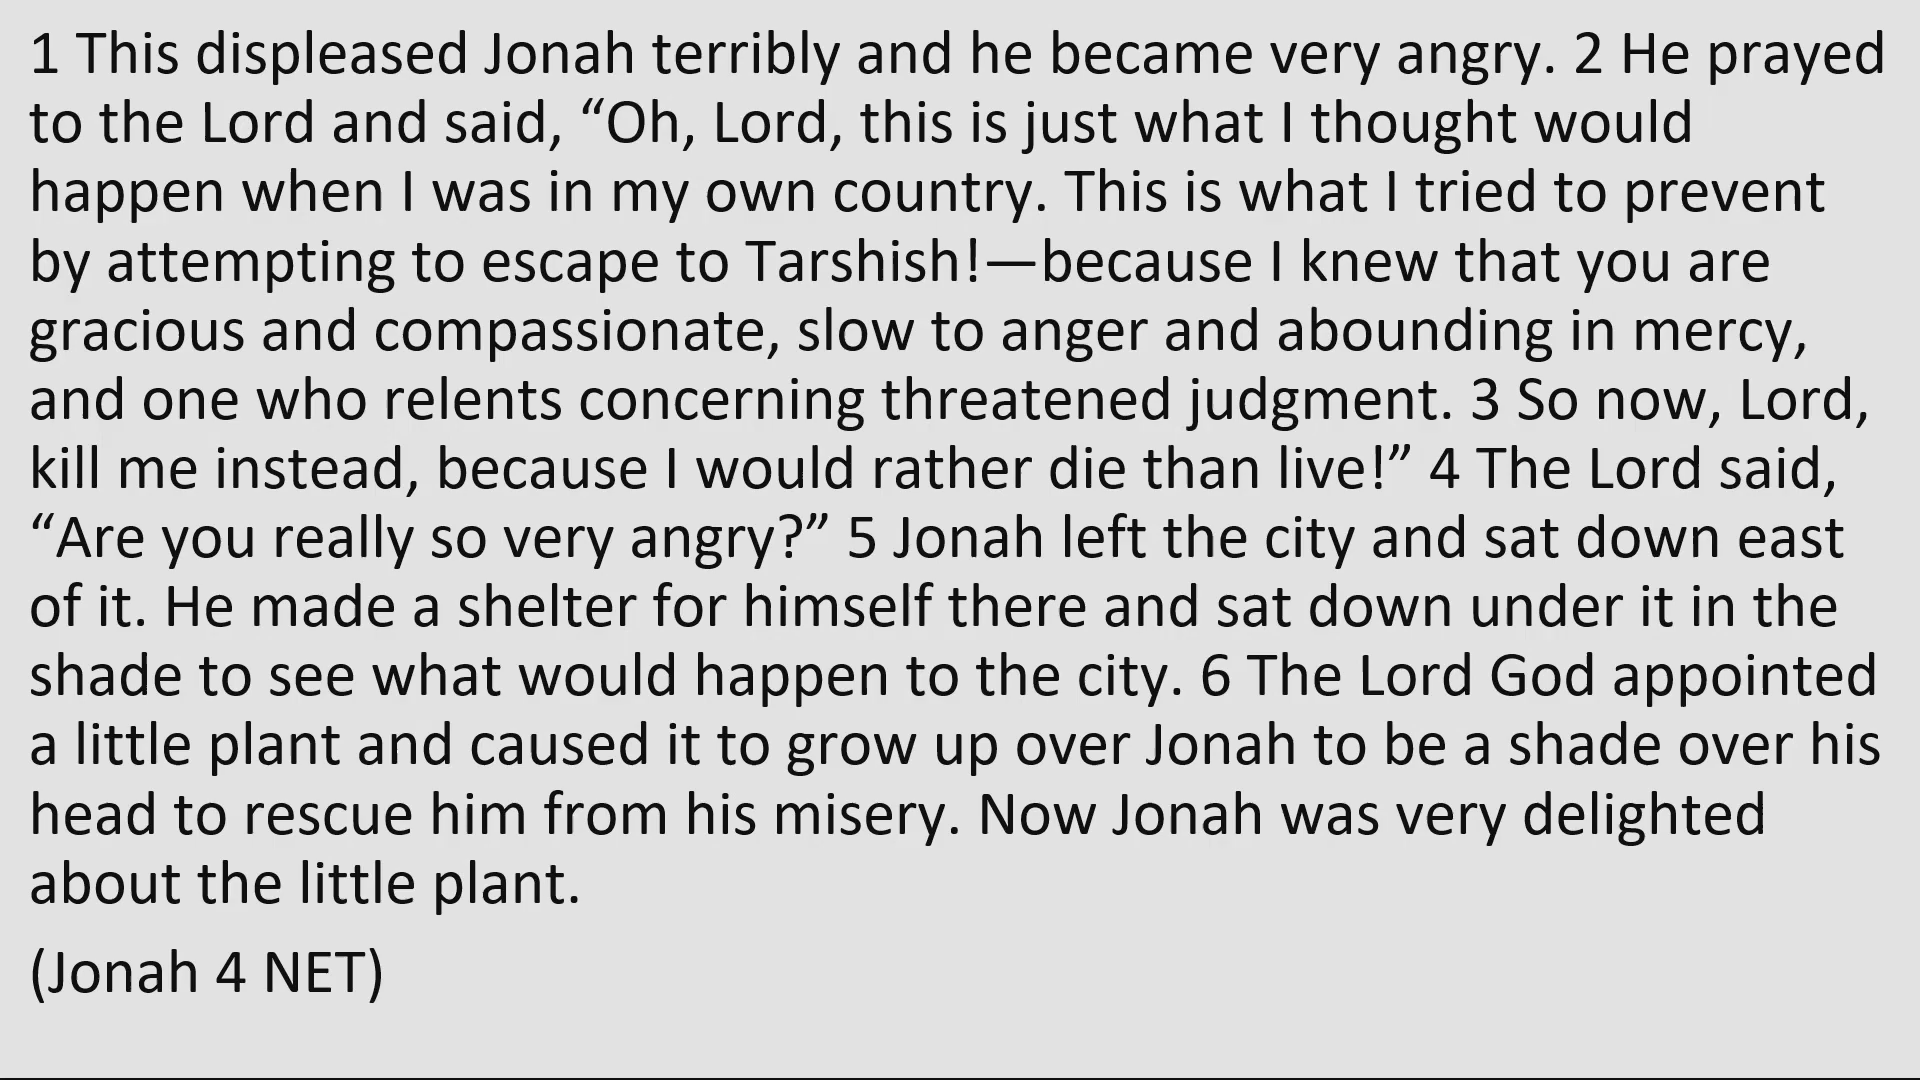 1 This displeased Jonah terribly and he became very angry. 2 He prayed
to the Lord and said, “Oh, Lord, this is just what I thought would
happen when I was in my own country. This is what I tried to prevent
by attempting to escape to Tarshish!—because I knew that you are
gracious and compassionate, slow to anger and abounding in mercy,
and one who relents concerning threatened judgment. 3 So now, Lord,
kill me instead, because I would rather die than live!” 4 The Lord said,
“Are you really so very angry?” 5 Jonah left the city and sat down east
of it. He made a shelter for himself there and sat down under it in the
shade to see what would happen to the city. 6 The Lord God appointed
a little plant and caused it to grow up over Jonah to be a shade over his
head to rescue him from his misery. Now Jonah was very delighted
about the little plant.
(Jonah 4 NET)